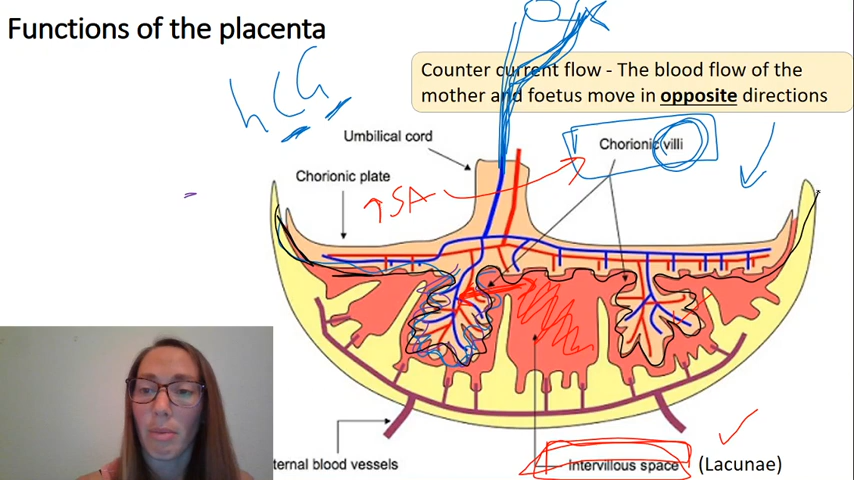 Functions of the placenta
hCG
Counter current flow - The blood flow of the
mother and foetus move in opposite directions
Umbilical cord
Chorionic villi
Chorionic plate
↑SA
ternal blood vessels
Intervillous space (Lacunae)